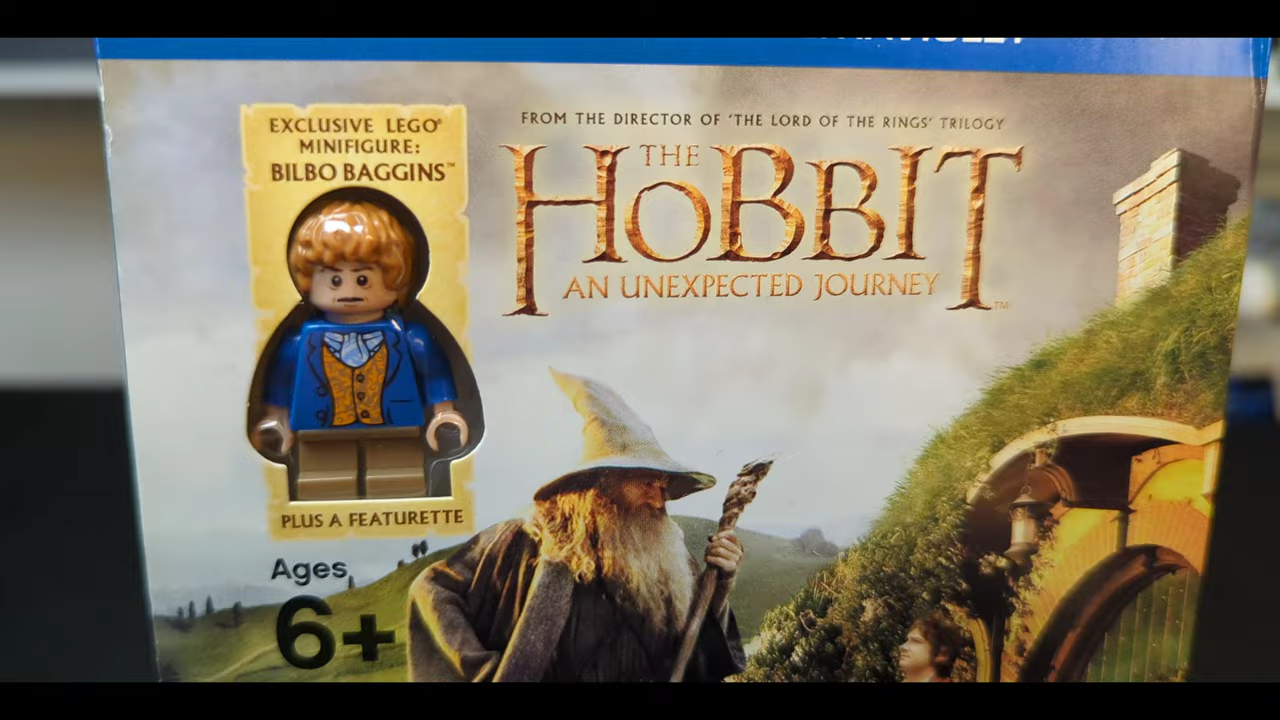 EXCLUSIVE LEGO®
MINIFIGURE:
BILBO BAGGINS™
FROM THE DIRECTOR OF 'THE LORD OF THE RINGS' TRILOGY
THE
HOBBIT
AN UNEXPECTED JOURNEY
™
PLUS A FEATURETTE
Ages
6+